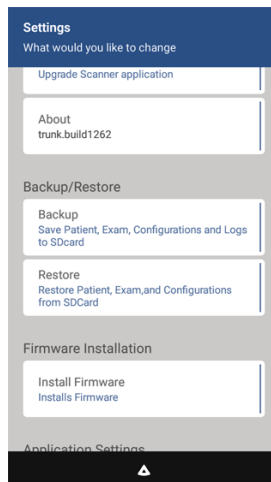 Settings
What would you like to change
Upgrade Scanner application
About
trunk.build1262
Backup/Restore
Backup
Save Patient, Exam, Configurations and Logs
to SDcard
Restore
Restore Patient, Exam,and Configurations
from SDCard
Firmware Installation
Install Firmware
Installs Firmware
Application Settings